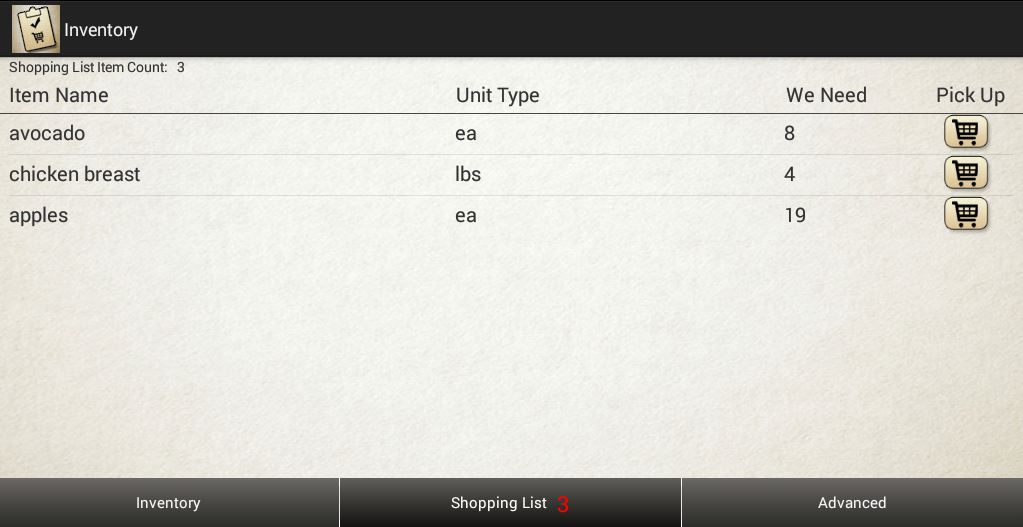 Inventory
Shopping List Item Count: 3
Item Name Unit Type We Need Pick Up
avocado ea 8
chicken breast lbs 4
apples ea 19
Inventory Shopping List 3 Advanced